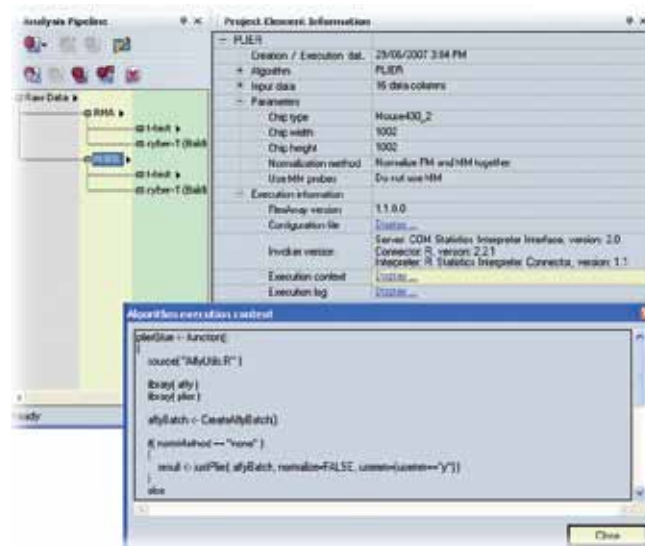 Analysis Pipeline
Raw Data
RMA
t-test
cyber-T (Baldi
PLIER
t-test
cyber-T (Baldi
Project Element Information
PLIER
Creation / Execution dat.. 29/06/2007 3:04 PM
Algorithm PLIER
Input data 16 data columns
Parameters
Chip type Mouse430_2
Chip width 1002
Chip height 1002
Normalization method Normalize PM and MM together
Use MM probes Do not use MM
Execution information
FlexArray version 1.1.0.0
Configuration file Display ...
Server: COM Statistics Interpreter Interface, version: 2.0
Invoker version Connector: R, version: 2.2.1
Interpreter: R Statistics Interpreter Connector, version: 1.1
Execution context Display ...
Execution log Display ...
Algorithm execution context
plierGlue <- function()
{
source( "AffyUtils.R" )
library( affy )
library( plier )
affyBatch <- CreateAffyBatch()
if( normMethod == "none" )
{
result <- justPlier( affyBatch, normalize=FALSE, usemm=(usemm=="y"))
}
else
Close